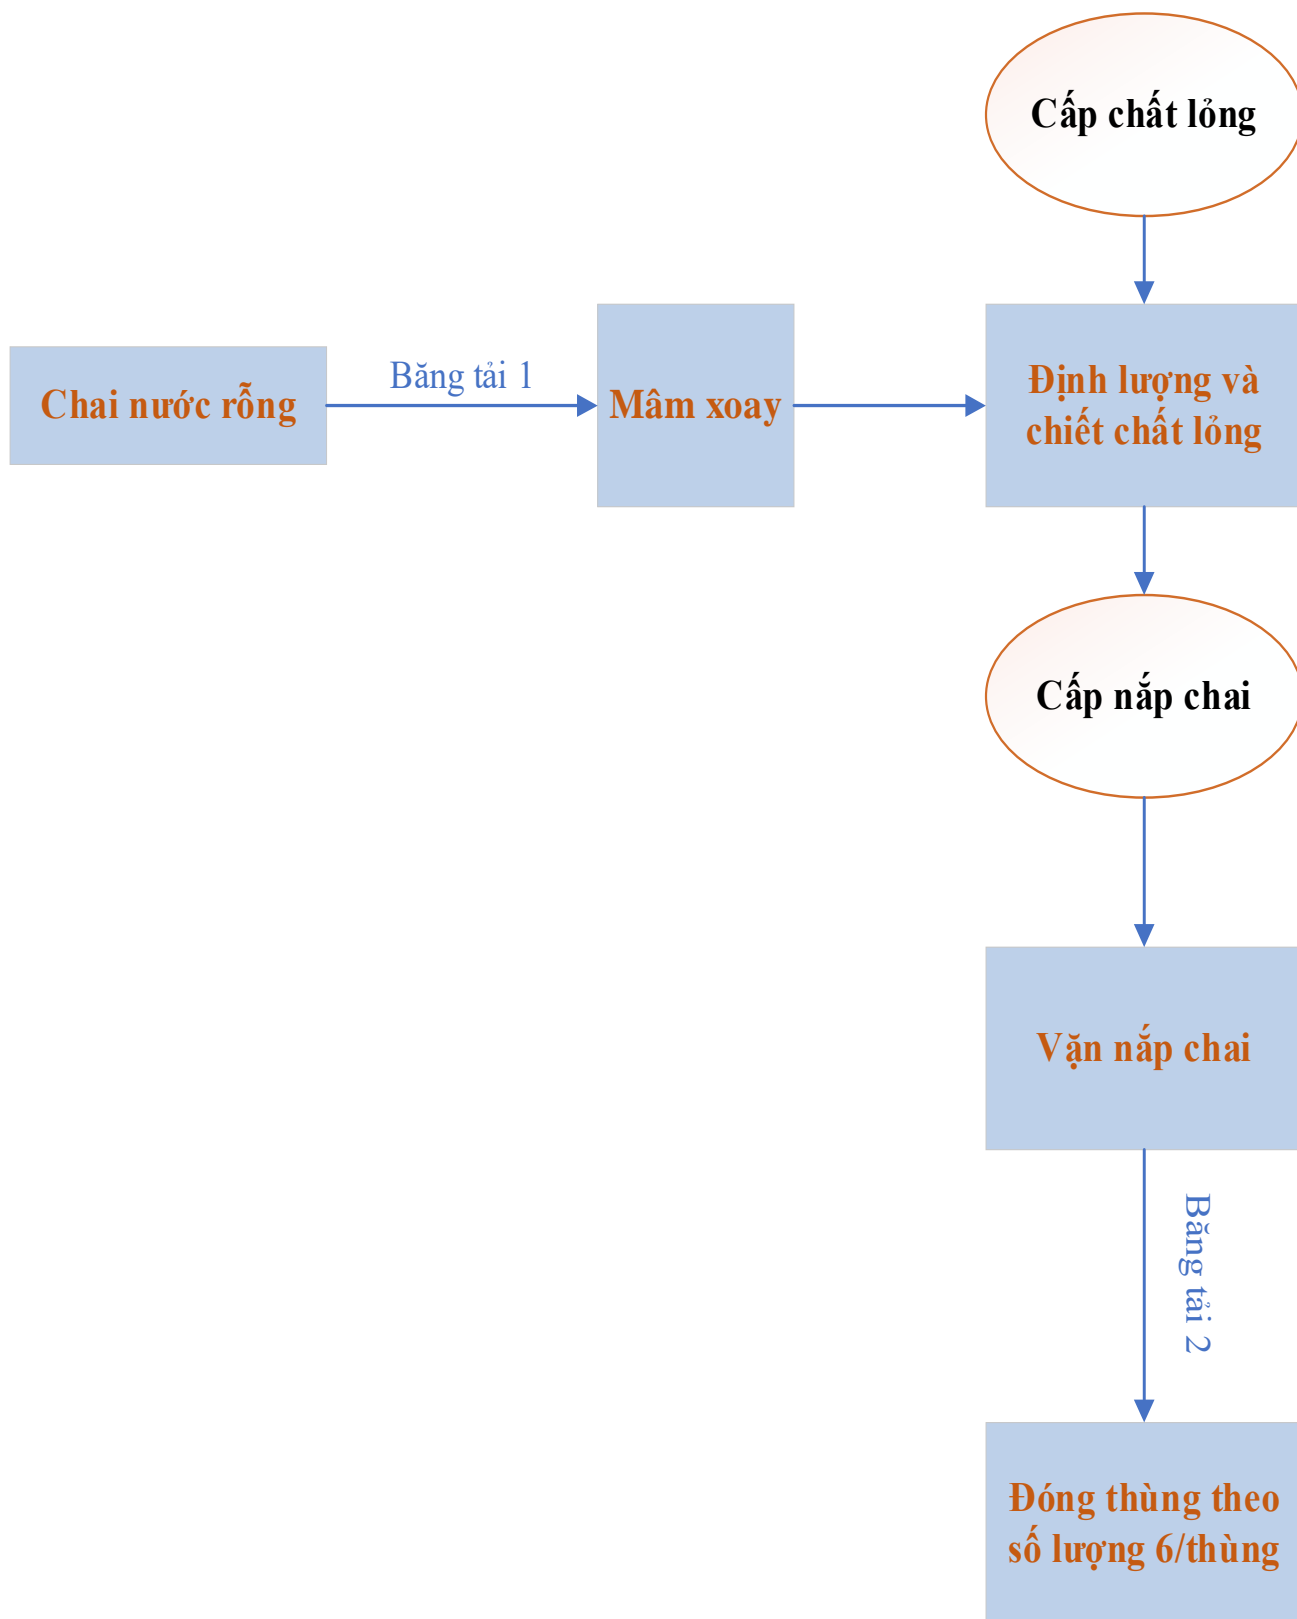 Cấp chất lỏng
Chai nước rỗng
Băng tải 1
Mâm xoay
Định lượng và
chiết chất lỏng
Cấp nắp chai
Vặn nắp chai
Băng tải 2
Đóng thùng theo
số lượng 6/thùng